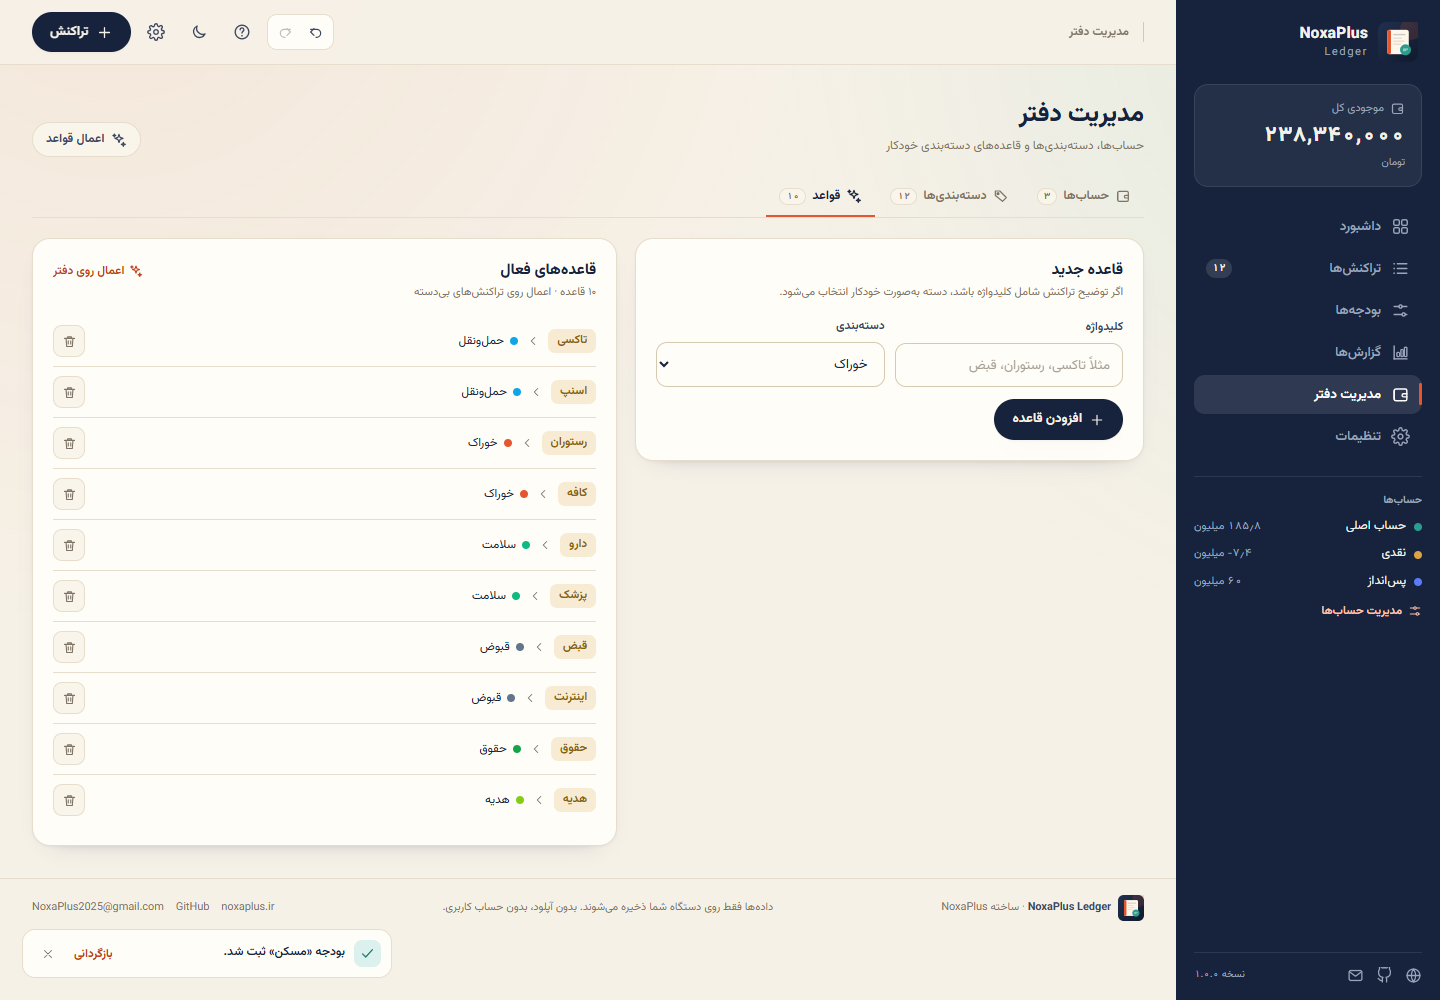 NoxaPlus
Ledger
موجودی کل
۲۳۸,۳۴۰,۰۰۰
تومان
داشبورد
تراکنش‌ها ۱۲
بودجه‌ها
گزارش‌ها
مدیریت دفتر
تنظیمات
حساب‌ها
حساب اصلی ۱۸۵٫۸ میلیون
نقدی ‎-۷٫۴ میلیون
پس‌انداز ۶۰ میلیون
مدیریت حساب‌ها
نسخه ۱.۰.۰
مدیریت دفتر
تراکنش
مدیریت دفتر
حساب‌ها، دسته‌بندی‌ها و قاعده‌های دسته‌بندی خودکار
اعمال قواعد
حساب‌ها ۳ دسته‌بندی‌ها ۱۲ قواعد ۱۰
قاعده جدید
اگر توضیح تراکنش شامل کلیدواژه باشد، دسته به‌صورت خودکار انتخاب می‌شود.
کلیدواژه دسته‌بندی
مثلاً تاکسی، رستوران، قبض خوراک
افزودن قاعده
قاعده‌های فعال اعمال روی دفتر
۱۰ قاعده · اعمال روی تراکنش‌های بی‌دسته
تاکسی حمل‌ونقل
اسنپ حمل‌ونقل
رستوران خوراک
کافه خوراک
دارو سلامت
پزشک سلامت
قبض قبوض
اینترنت قبوض
حقوق حقوق
هدیه هدیه
NoxaPlus Ledger · ساخته NoxaPlus
داده‌ها فقط روی دستگاه شما ذخیره می‌شوند. بدون آپلود، بدون حساب کاربری.
noxaplus.ir GitHub NoxaPlus2025@gmail.com
بودجه «مسکن» ثبت شد. بازگردانی